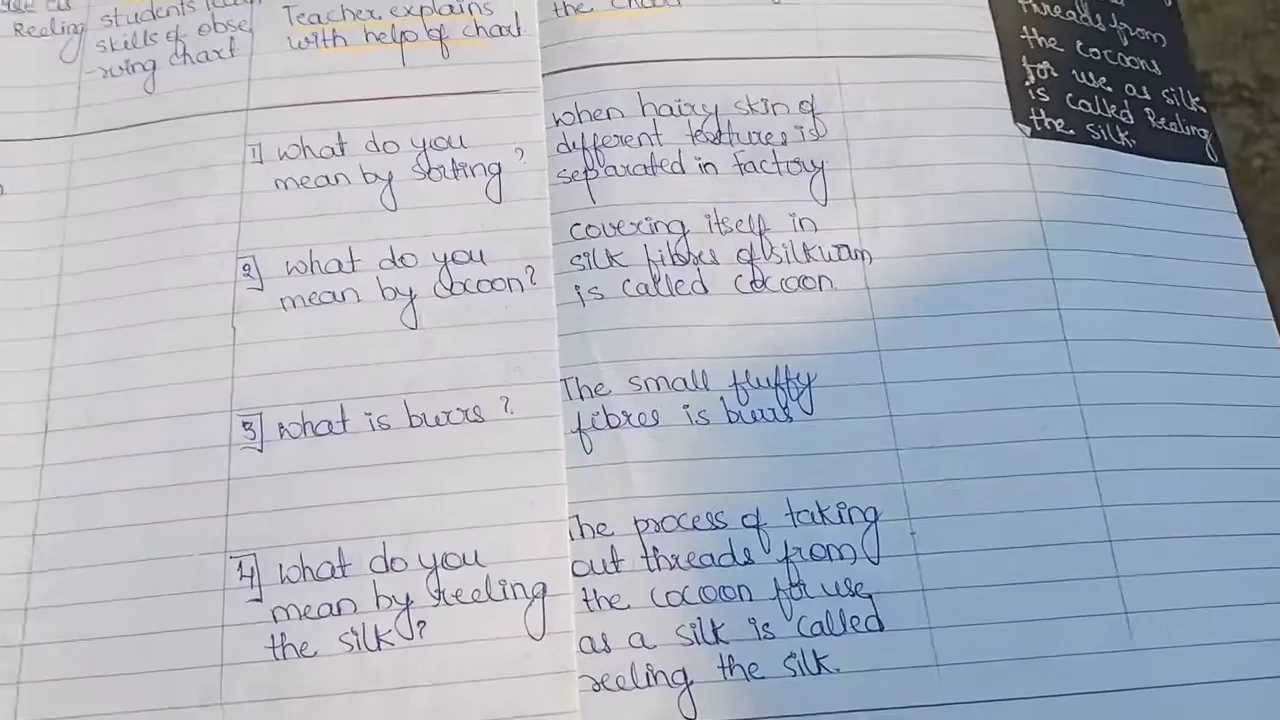 Realing
students
skills of obse
-rving chart
Teacher explains
with help of chart
the
threads from
the cocoons
for use as silk
is called Realing
the silk.
1] what do you
mean by sorting?
when hairy skin of
different textures is
separated in factory
2] what do you
mean by cocoon?
covering itself in
silk fibres of silkwam
is called cocoon
3] what is burrs?
The small fluffy
fibres is burrs
4] what do you
mean by reeling
the silk?
The process of taking
out threads from
the cocoon for use
as a silk is called
reeling the silk.